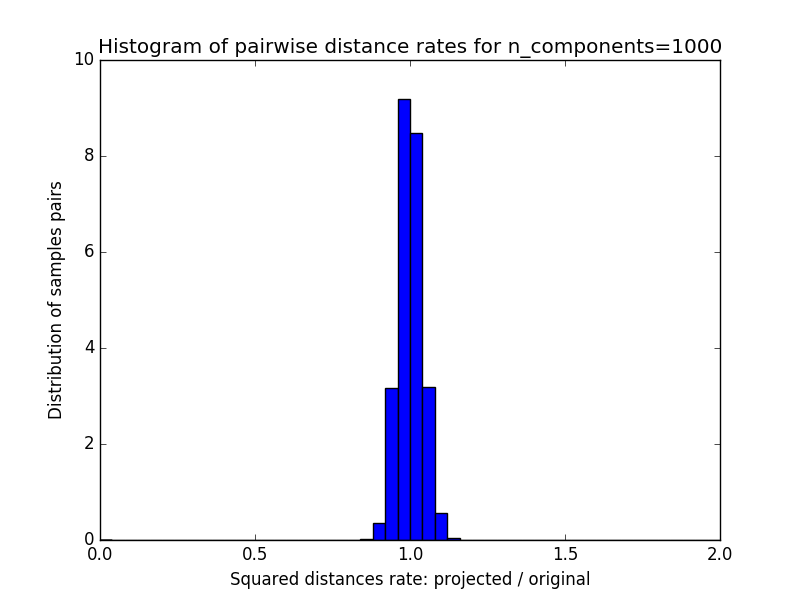 Histogram of pairwise distance rates for n_components=1000
10
8
6
4
2
0
Distribution of samples pairs
0.0 0.5 1.0 1.5 2.0
Squared distances rate: projected / original